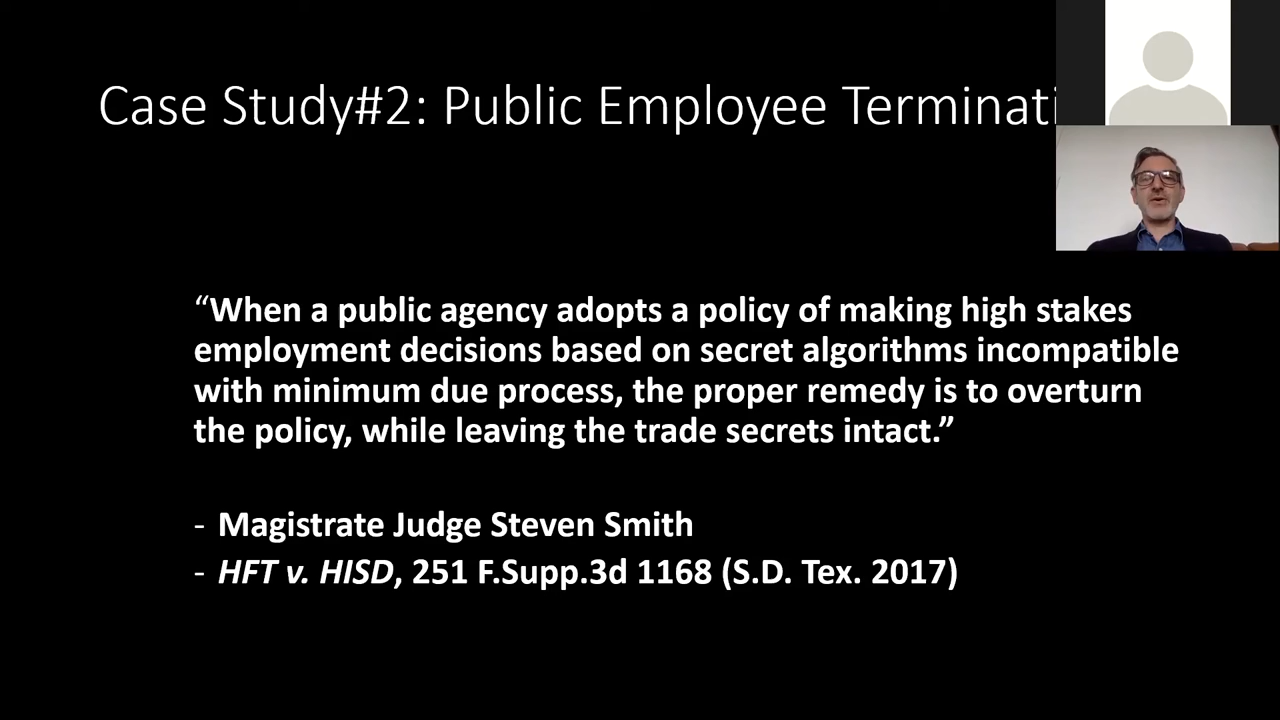 Case Study#2: Public Employee Terminati
“When a public agency adopts a policy of making high stakes
employment decisions based on secret algorithms incompatible
with minimum due process, the proper remedy is to overturn
the policy, while leaving the trade secrets intact.”
- Magistrate Judge Steven Smith
- HFT v. HISD, 251 F.Supp.3d 1168 (S.D. Tex. 2017)